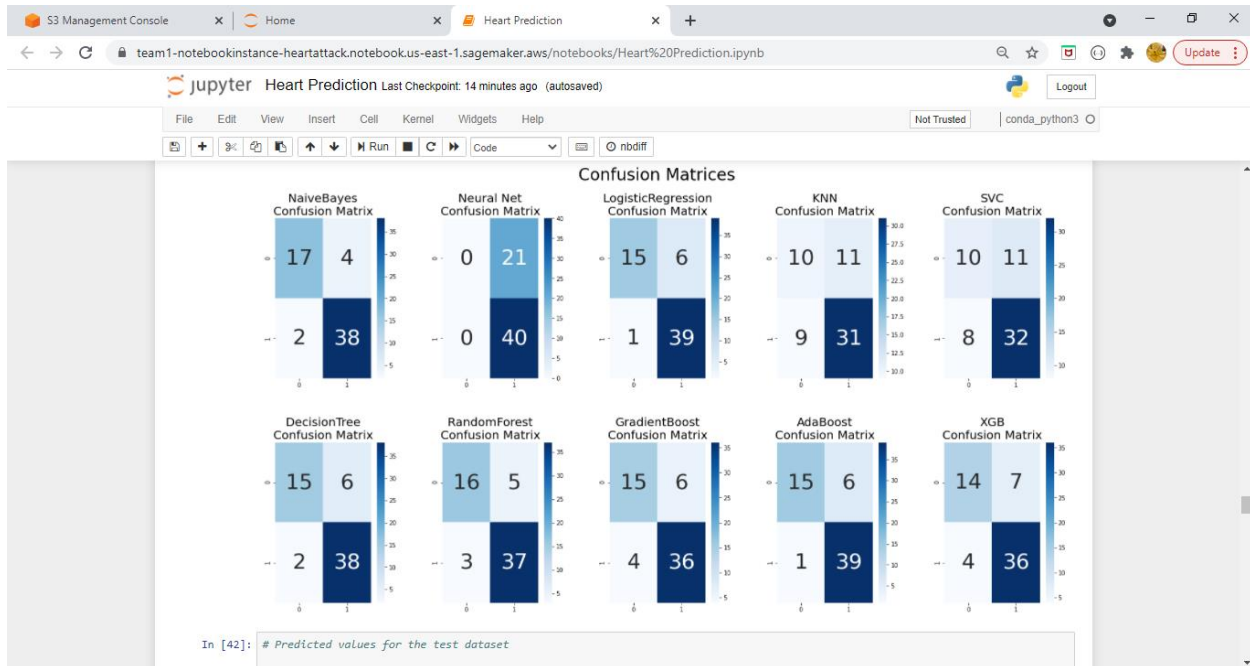 S3 Management Console
Home
Heart Prediction
team1-notebookinstance-heartattack.notebook.us-east-1.sagemaker.aws/notebooks/Heart%20Prediction.ipynb
Update
jupyter Heart Prediction Last Checkpoint: 14 minutes ago (autosaved)
Logout
File Edit View Insert Cell Kernel Widgets Help
Not Trusted
conda_python3
Run
Code
nbdiff
Confusion Matrices
NaiveBayes Neural Net LogisticRegression KNN SVC
Confusion Matrix Confusion Matrix Confusion Matrix Confusion Matrix Confusion Matrix
17 4 0 21 15 6 10 11 10 11
2 38 0 40 1 39 9 31 8 32
DecisionTree RandomForest GradientBoost AdaBoost XGB
Confusion Matrix Confusion Matrix Confusion Matrix Confusion Matrix Confusion Matrix
15 6 16 5 15 6 15 6 14 7
2 38 3 37 4 36 1 39 4 36
In [42]: # Predicted values for the test dataset